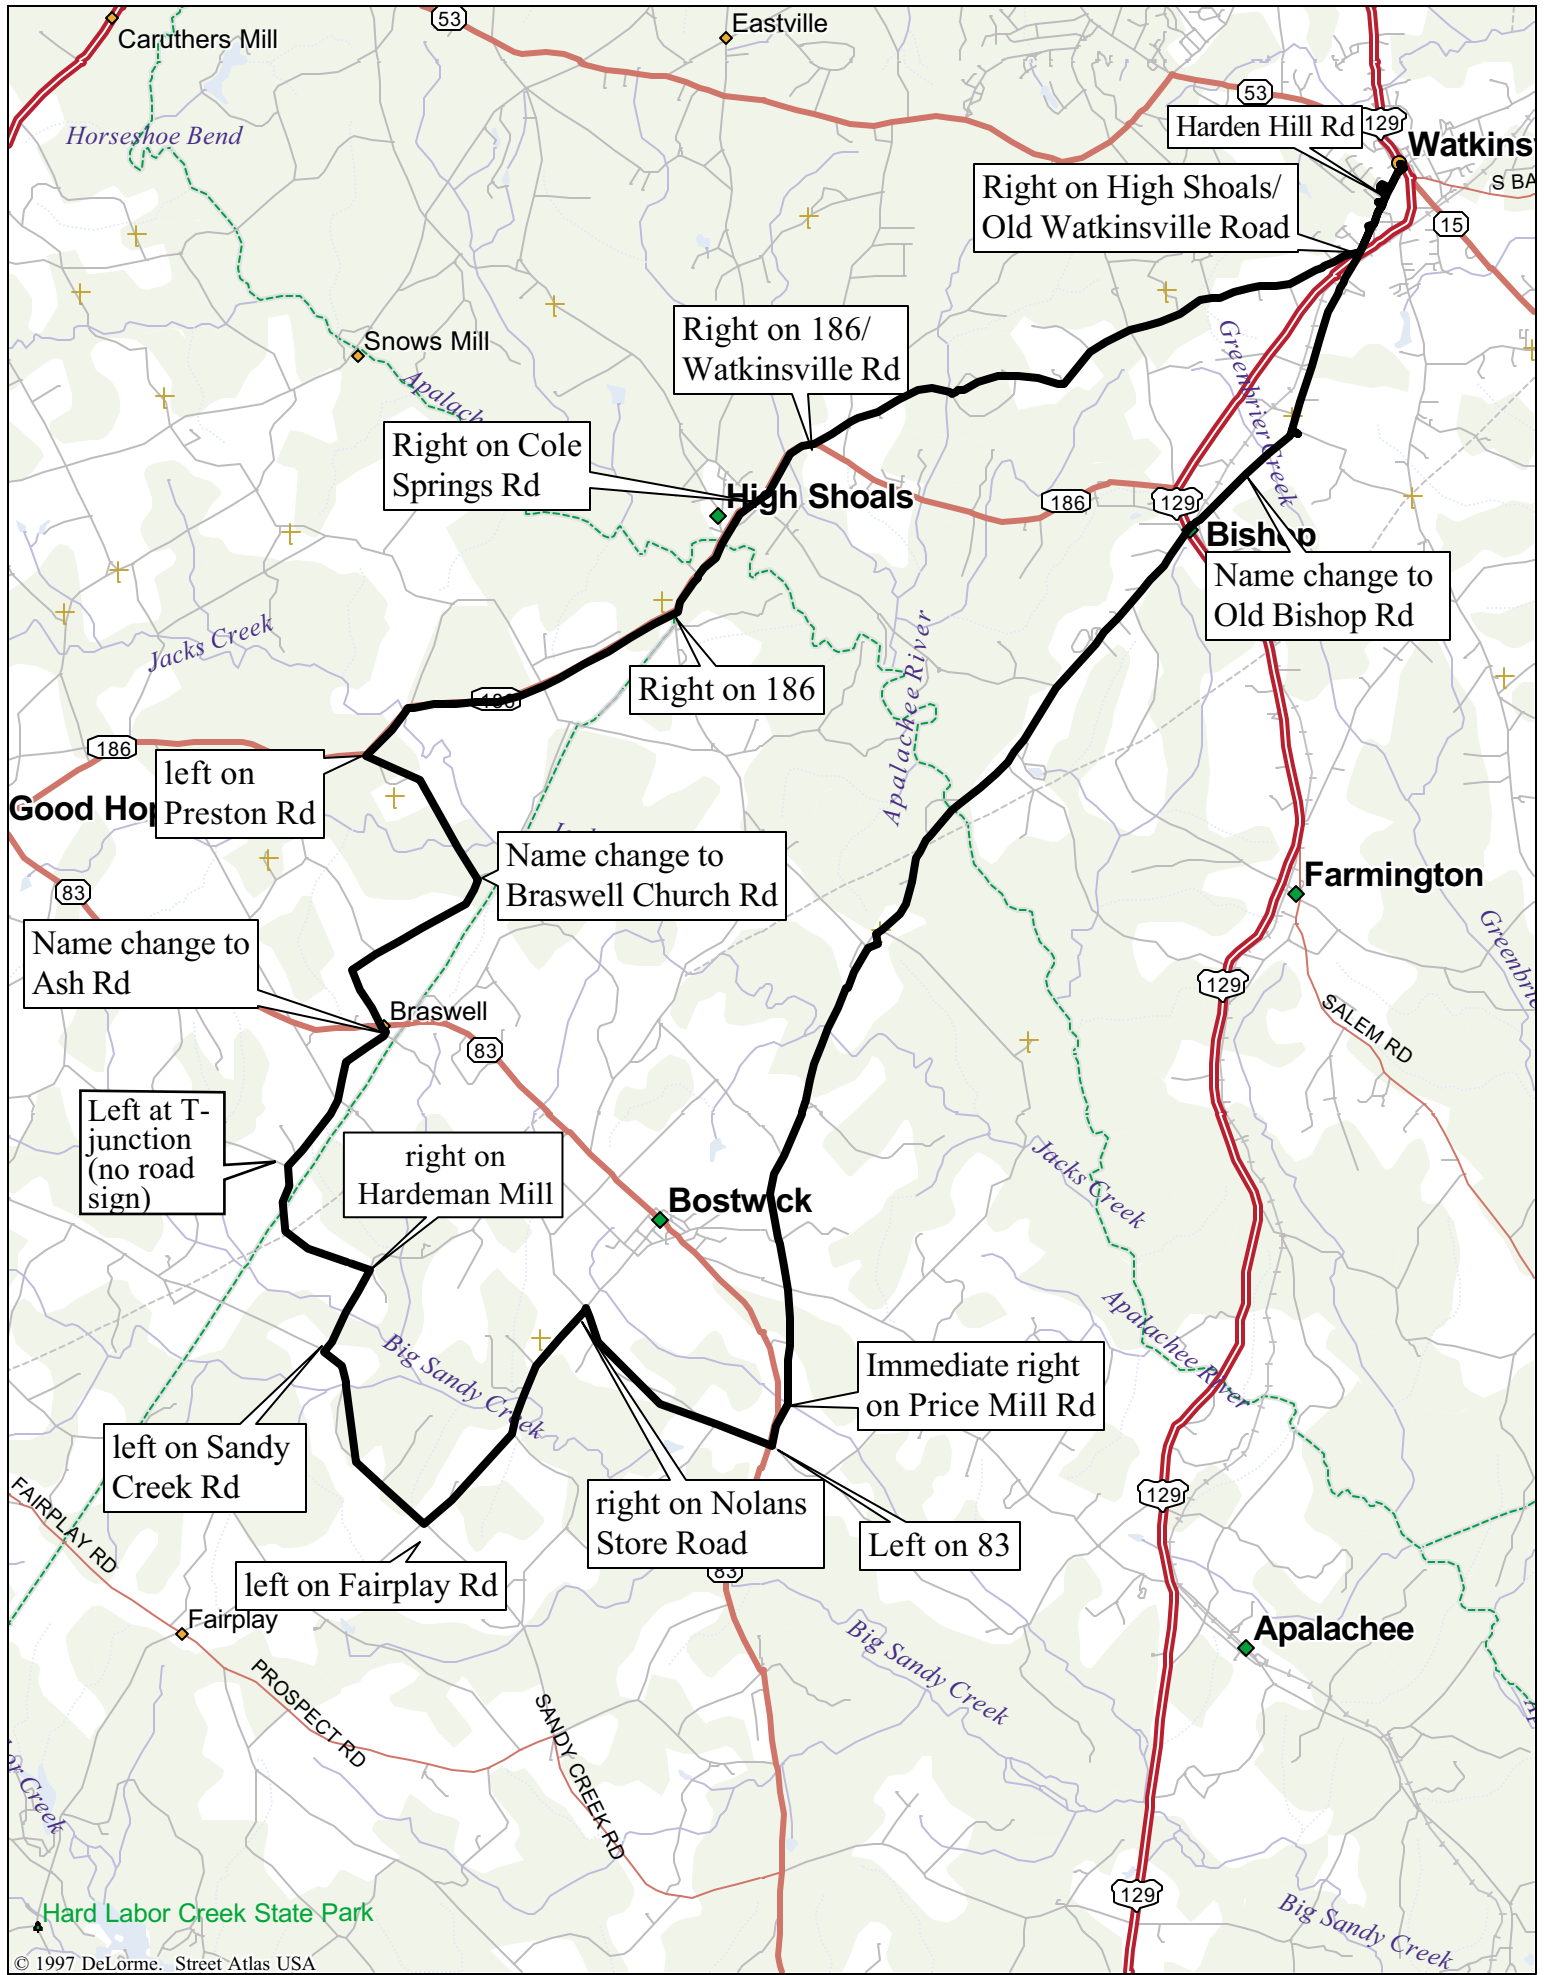 53
Eastville
Caruthers Mill
53
Harden Hill Rd
129
Horseshoe Bend
Watkins
S BA
Right on High Shoals/
Old Watkinsville Road
15
Snows Mill
Right on 186/
Watkinsville Rd
Greenbrier Creek
Apalach
Right on Cole
Springs Rd
High Shoals
186
129
Bishop
Name change to
Old Bishop Rd
Jacks Creek
Apalachee River
Right on 186
186
186
left on
Preston Rd
Good Hop
Name change to
Braswell Church Rd
83
Farmington
Name change to
Ash Rd
Greenbrie
129
SALEM RD
Braswell
83
Left at T-
junction
(no road
sign)
right on
Hardeman Mill
Jacks Creek
Bostwick
Apalachee River
Big Sandy Creek
Immediate right
on Price Mill Rd
left on Sandy
Creek Rd
FAIRPLAY RD
129
right on Nolans
Store Road
Left on 83
left on Fairplay Rd
83
Fairplay
Apalachee
Big Sandy Creek
PROSPECT RD
SANDY CREEK RD
or Creek
129
Hard Labor Creek State Park
Big Sandy Creek
© 1997 DeLorme. Street Atlas USA